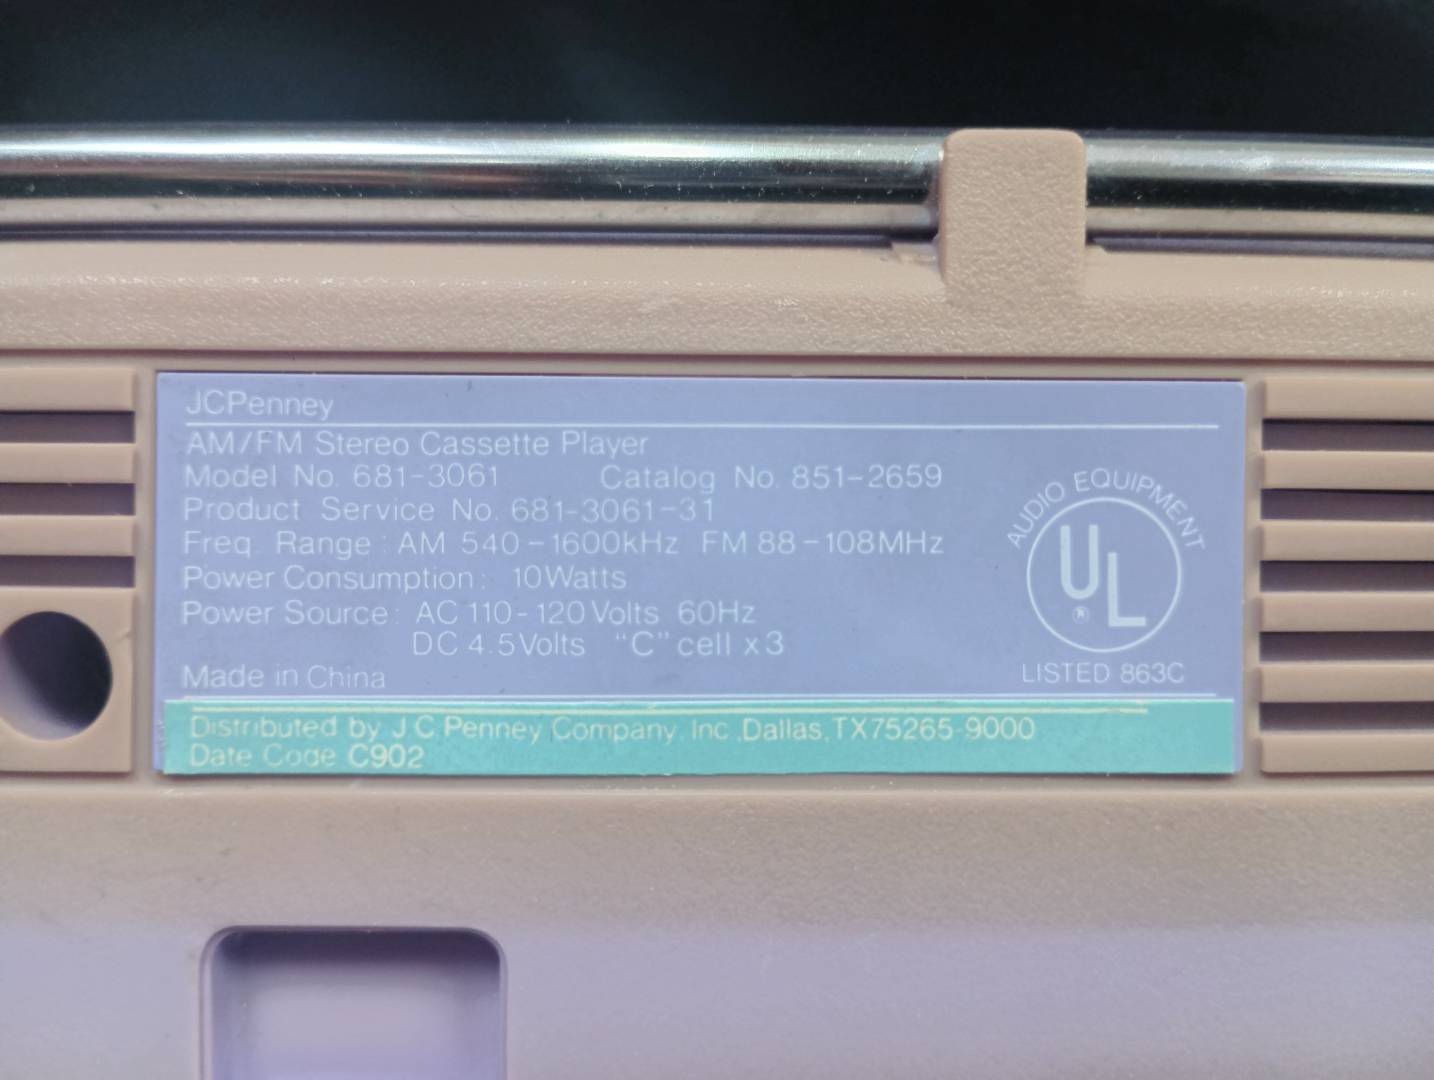 JCPenney
AM/FM Stereo Cassette Player
Model No. 681-3061 Catalog No. 851-2659
Product Service No. 681-3061-31
Freq. Range : AM 540-1600kHz FM 88-108MHz
Power Consumption : 10Watts
Power Source : AC 110-120Volts 60Hz
DC 4.5Volts "C" cell x3
Made in China
AUDIO EQUIPMENT
UL
®
LISTED 863C
Distributed by J.C.Penney Company, Inc.,Dallas,TX75265-9000
Date Code C902